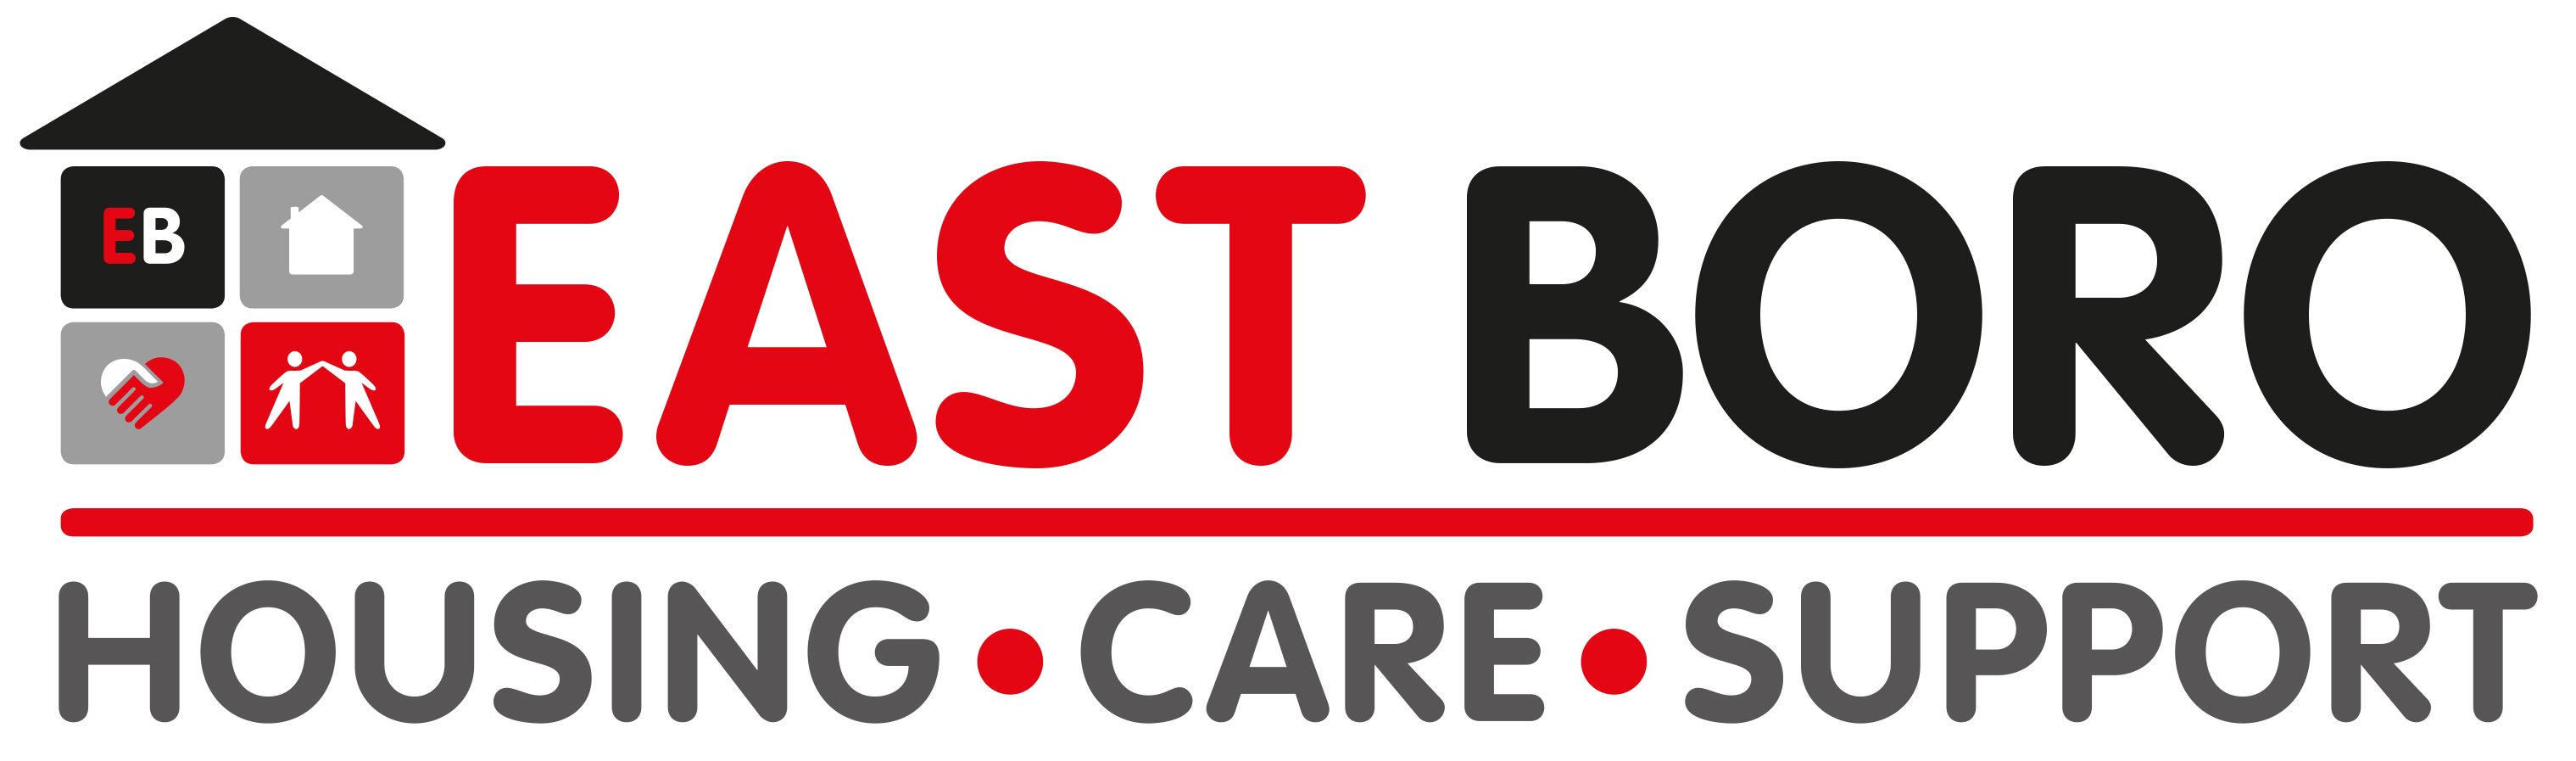 EB
EAST BORO
HOUSING • CARE • SUPPORT